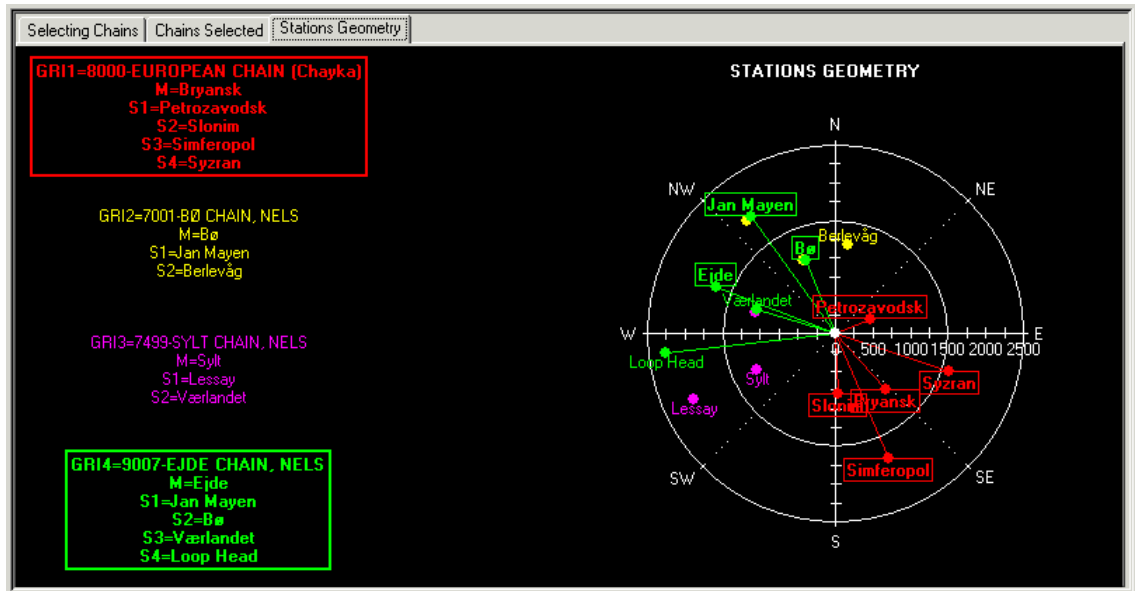 Selecting Chains
Chains Selected
Stations Geometry
GRI1=8000-EUROPEAN CHAIN (Chayka)
M=Bryansk
S1=Petrozavodsk
S2=Slonim
S3=Simferopol
S4=Syzran
GRI2=7001-BØ CHAIN, NELS
M=Bø
S1=Jan Mayen
S2=Berlevåg
GRI3=7499-SYLT CHAIN, NELS
M=Sylt
S1=Lessay
S2=Værlandet
GRI4=9007-EJDE CHAIN, NELS
M=Ejde
S1=Jan Mayen
S2=Bø
S3=Værlandet
S4=Loop Head
STATIONS GEOMETRY
N
NW
NE
Jan Mayen
Berlevåg
Bø
Ejde
Værlandet
Petrozavodsk
W
E
0 500 1000 1500 2000 2500
Loop Head
Sylt
Syzran
Lessay
Slonim
Bryansk
Simferopol
SW
SE
S